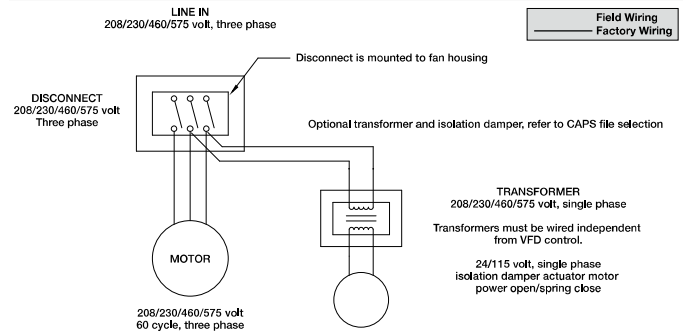 LINE IN
208/230/460/575 volt, three phase
Field Wiring
Factory Wiring
Disconnect is mounted to fan housing
DISCONNECT
208/230/460/575 volt
Three phase
Optional transformer and isolation damper, refer to CAPS file selection
TRANSFORMER
208/230/460/575 volt, single phase
Transformers must be wired independent
from VFD control.
24/115 volt, single phase
isolation damper actuator motor
power open/spring close
MOTOR
208/230/460/575 volt
60 cycle, three phase